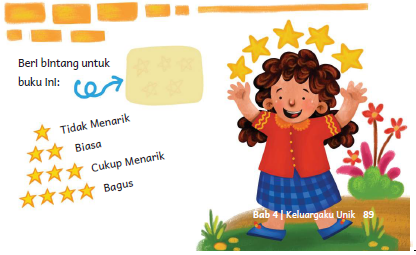 Beri bintang untuk
buku ini:
Tidak Menarik
Biasa
Cukup Menarik
Bagus
Bab 4 | Keluargaku Unik 89